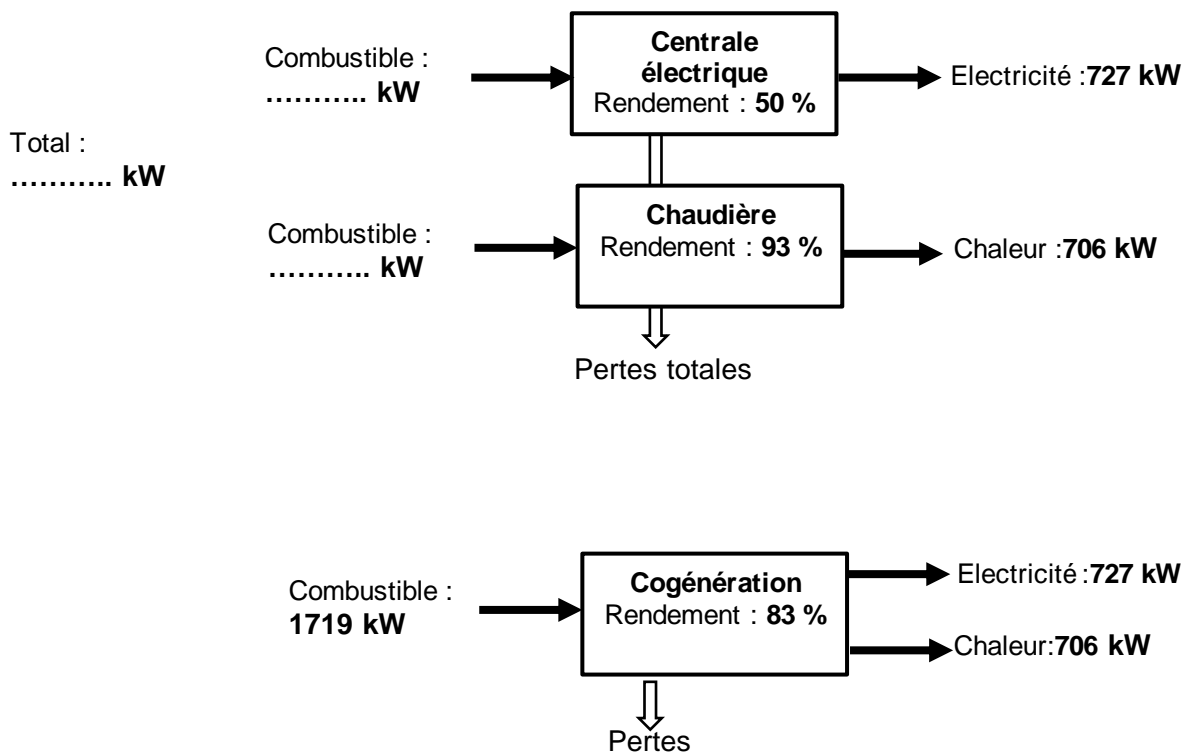 Combustible :
……….. kW
Centrale
électrique
Rendement : 50 %
Electricité :727 kW
Total :
……….. kW
Combustible :
……….. kW
Chaudière
Rendement : 93 %
Chaleur :706 kW
Pertes totales
Combustible :
1719 kW
Cogénération
Rendement : 83 %
Electricité :727 kW
Chaleur:706 kW
Pertes